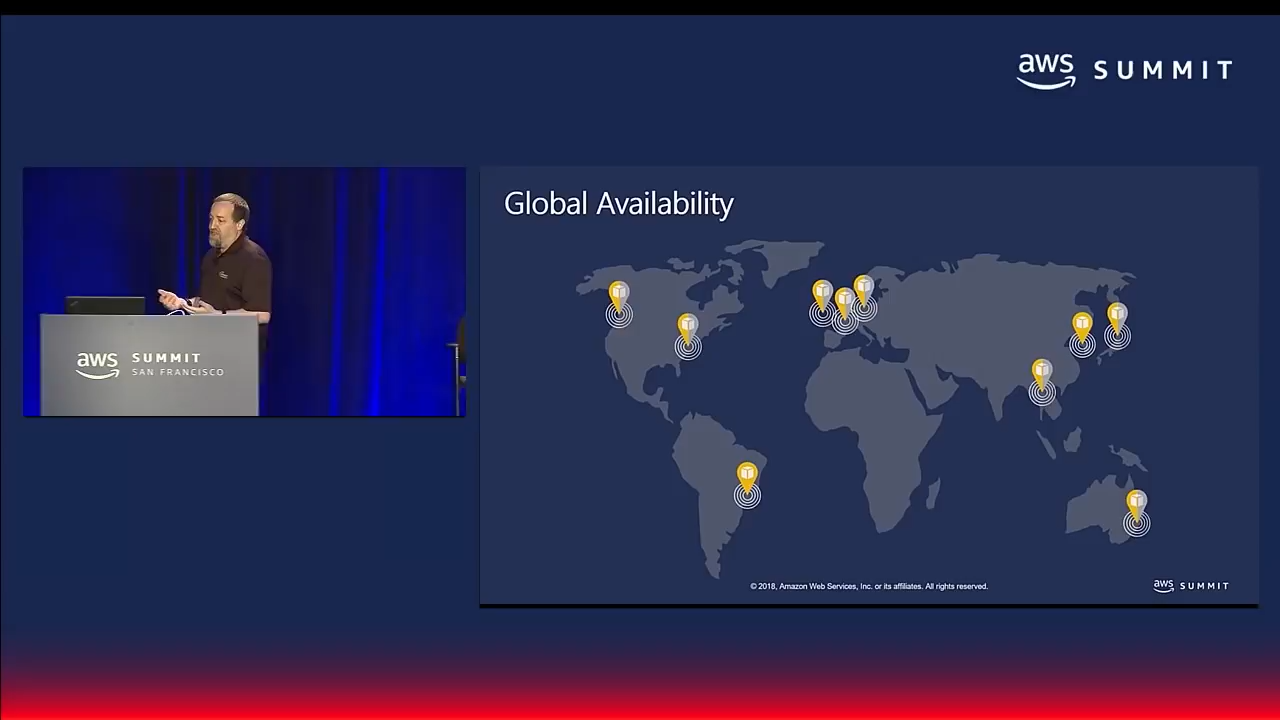 aws SUMMIT
Global Availability
aws SUMMIT
SAN FRANCISCO
© 2018, Amazon Web Services, Inc. or its affiliates. All rights reserved.
aws SUMMIT